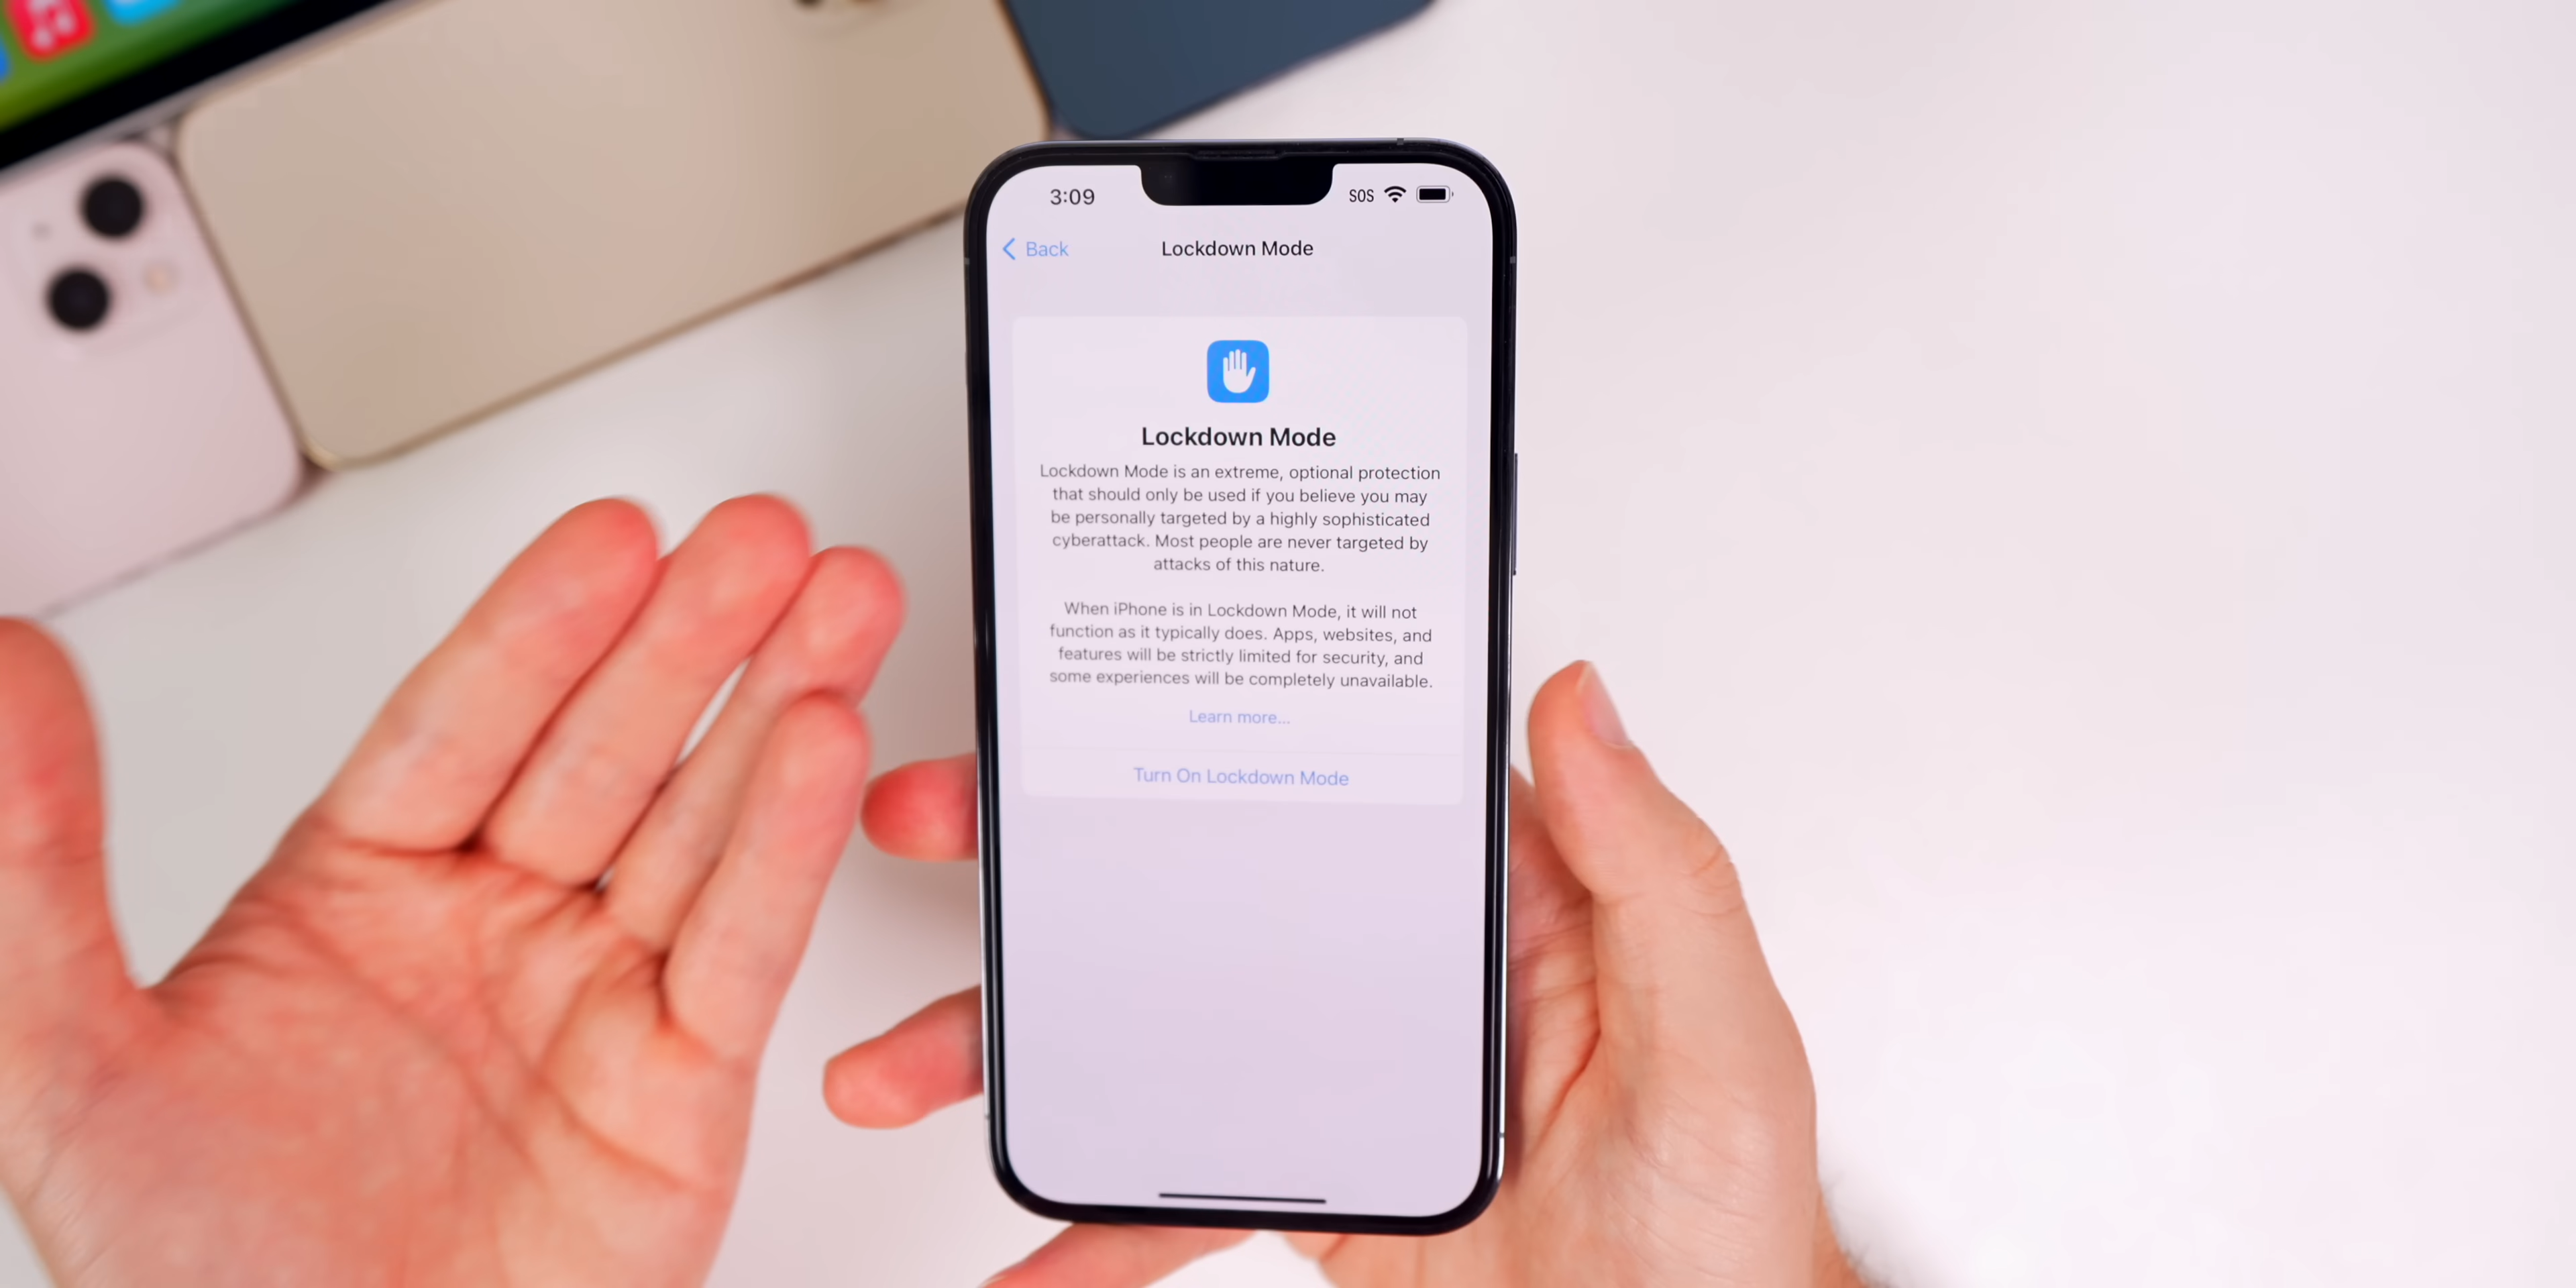 3:09
SOS
Back
Lockdown Mode
Lockdown Mode
Lockdown Mode is an extreme, optional protection
that should only be used if you believe you may
be personally targeted by a highly sophisticated
cyberattack. Most people are never targeted by
attacks of this nature.
When iPhone is in Lockdown Mode, it will not
function as it typically does. Apps, websites, and
features will be strictly limited for security, and
some experiences will be completely unavailable.
Learn more...
Turn On Lockdown Mode